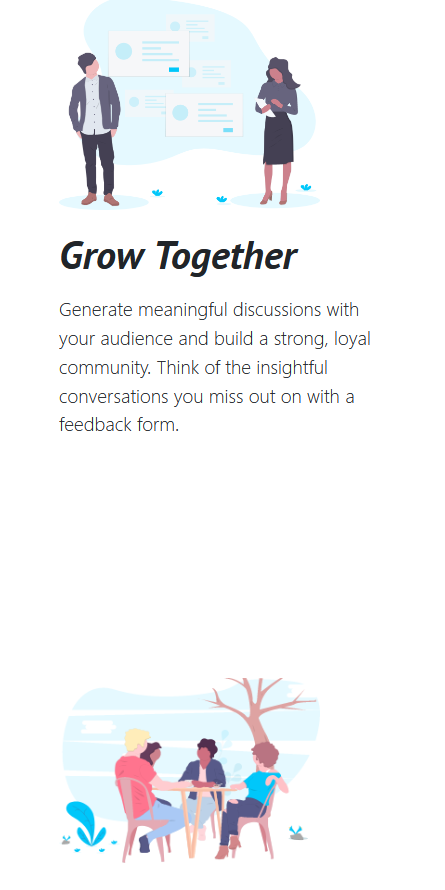 Grow Together
Generate meaningful discussions with
your audience and build a strong, loyal
community. Think of the insightful
conversations you miss out on with a
feedback form.